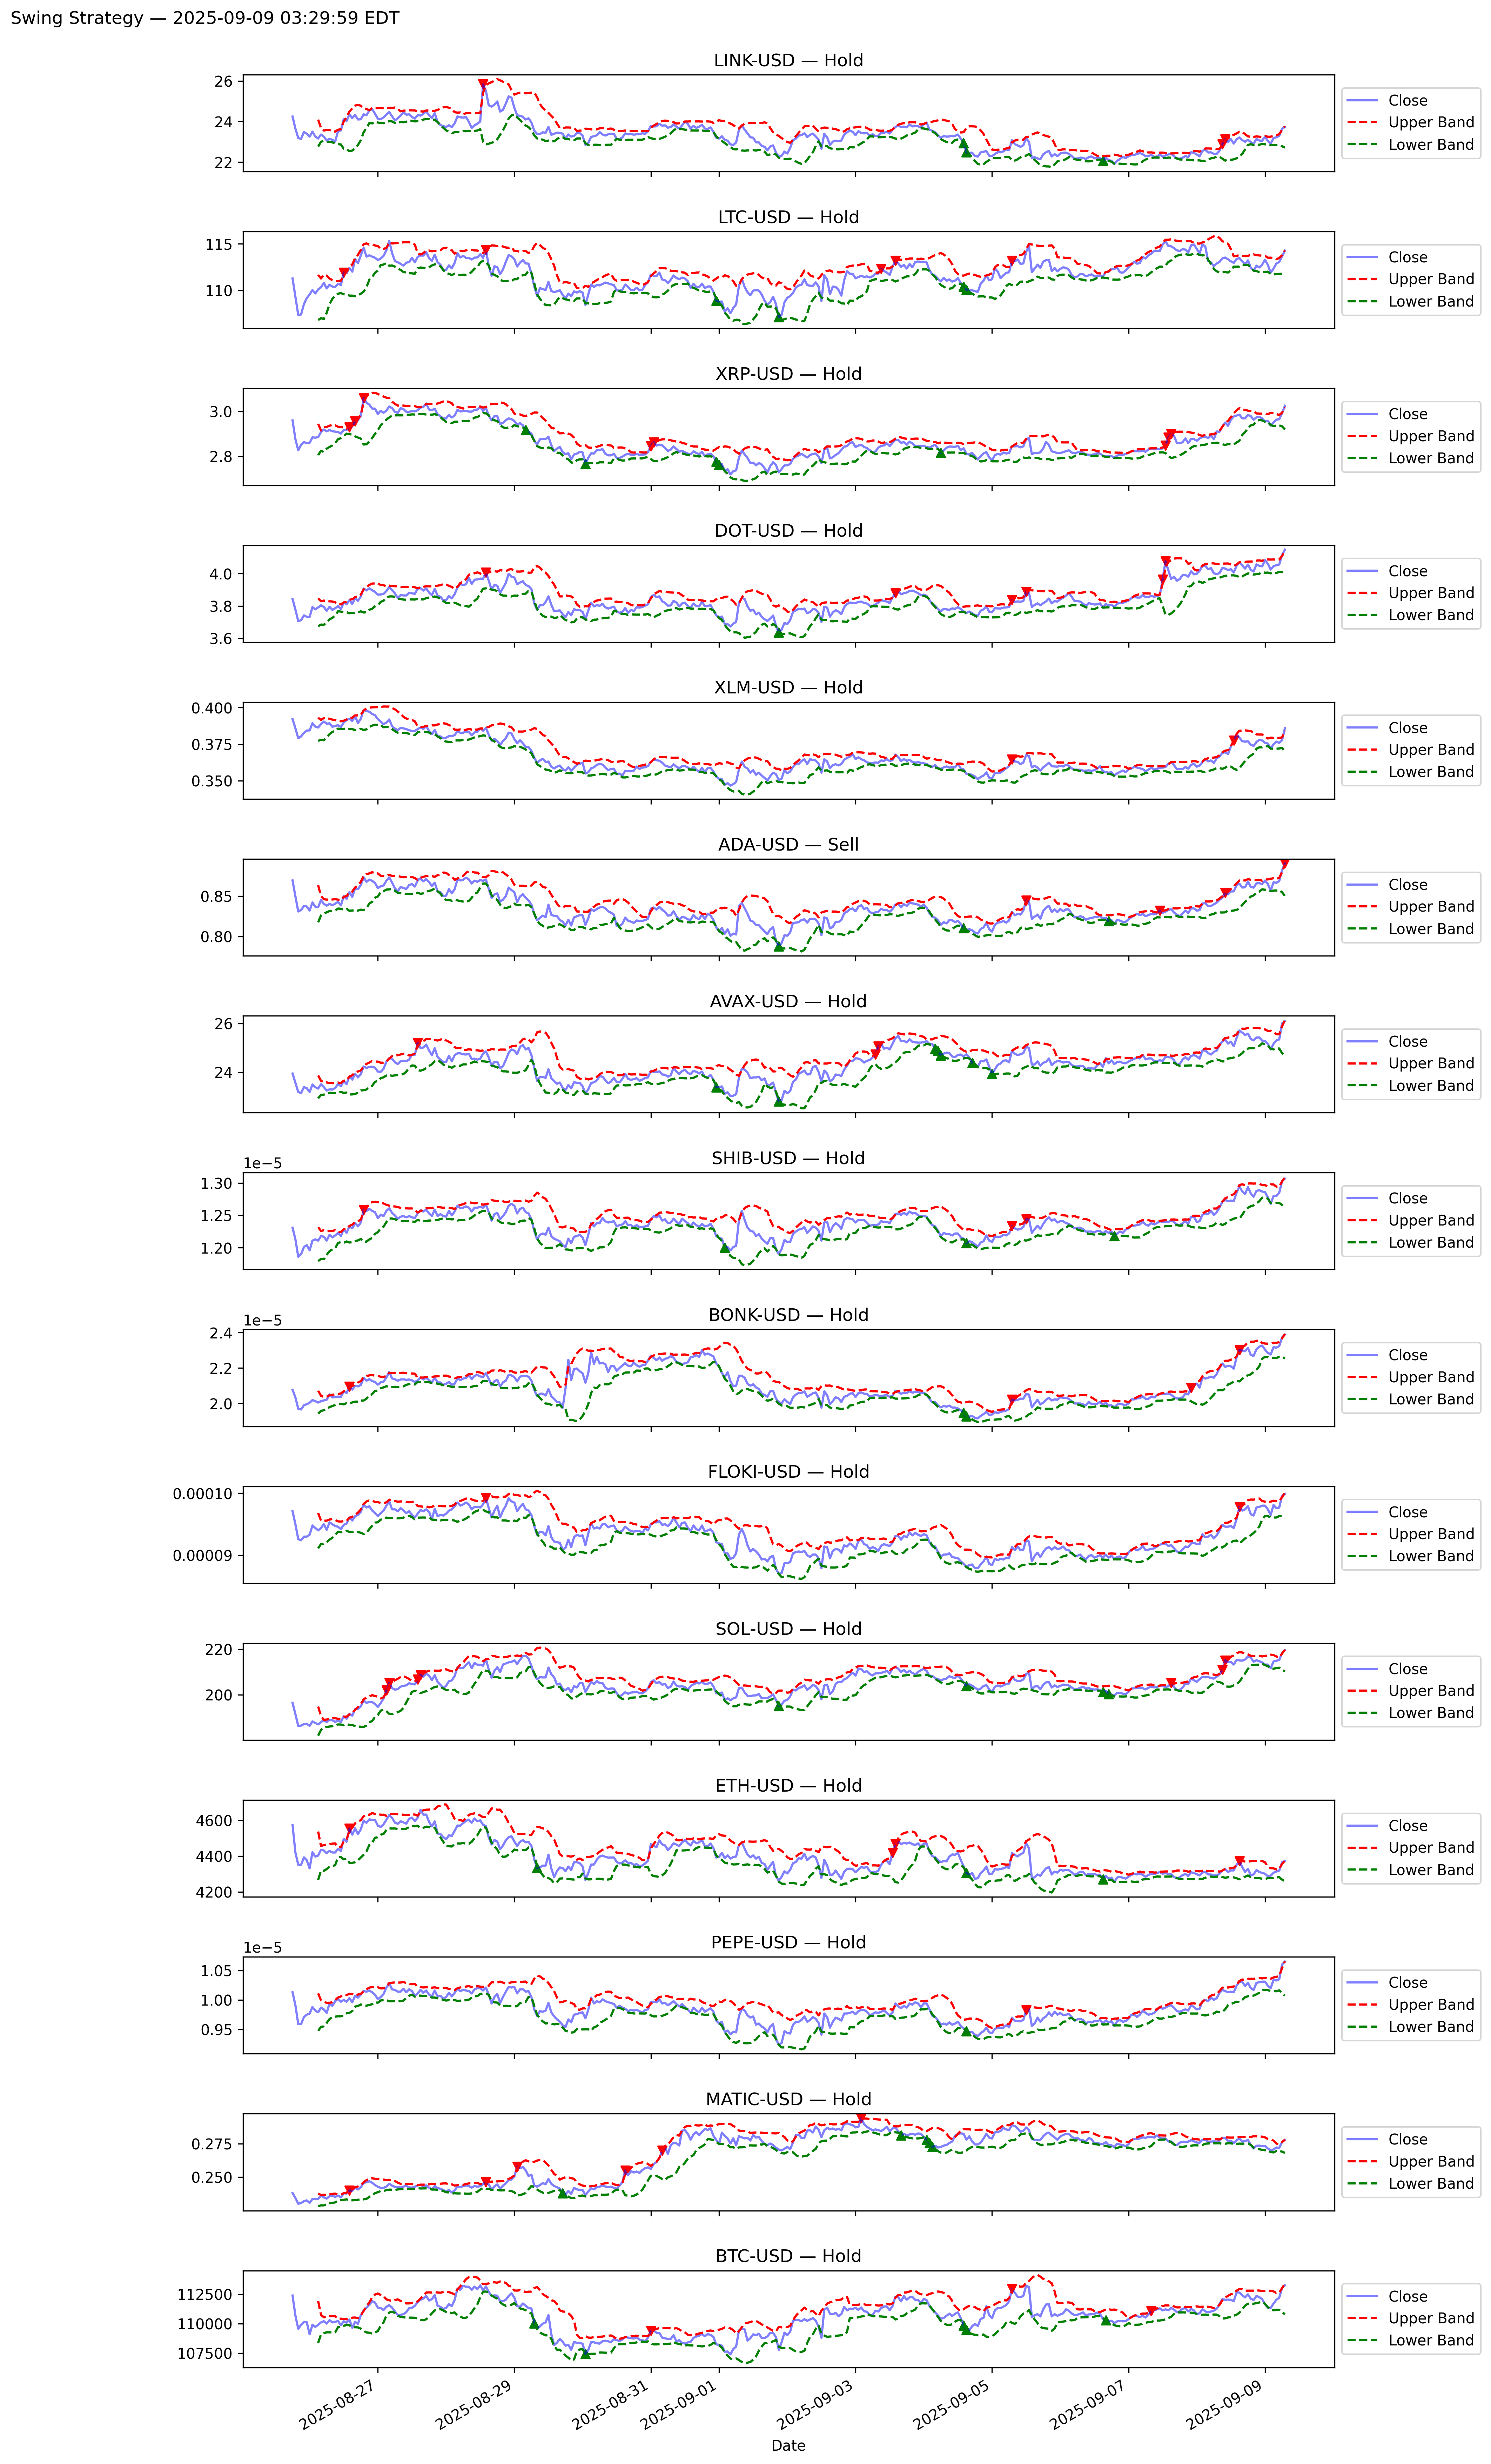 Swing Strategy — 2025-09-09 03:29:59 EDT
LINK-USD — Hold
26
24
22
Close
Upper Band
Lower Band
LTC-USD — Hold
115
110
Close
Upper Band
Lower Band
XRP-USD — Hold
3.0
2.8
Close
Upper Band
Lower Band
DOT-USD — Hold
4.0
3.8
3.6
Close
Upper Band
Lower Band
XLM-USD — Hold
0.400
0.375
0.350
Close
Upper Band
Lower Band
ADA-USD — Sell
0.85
0.80
Close
Upper Band
Lower Band
AVAX-USD — Hold
26
24
Close
Upper Band
Lower Band
SHIB-USD — Hold
1e−5
1.30
1.25
1.20
Close
Upper Band
Lower Band
BONK-USD — Hold
1e−5
2.4
2.2
2.0
Close
Upper Band
Lower Band
FLOKI-USD — Hold
0.00010
0.00009
Close
Upper Band
Lower Band
SOL-USD — Hold
220
200
Close
Upper Band
Lower Band
ETH-USD — Hold
4600
4400
4200
Close
Upper Band
Lower Band
PEPE-USD — Hold
1e−5
1.05
1.00
0.95
Close
Upper Band
Lower Band
MATIC-USD — Hold
0.275
0.250
Close
Upper Band
Lower Band
BTC-USD — Hold
112500
110000
107500
Close
Upper Band
Lower Band
2025-08-27
2025-08-29
2025-08-31
2025-09-01
2025-09-03
2025-09-05
2025-09-07
2025-09-09
Date